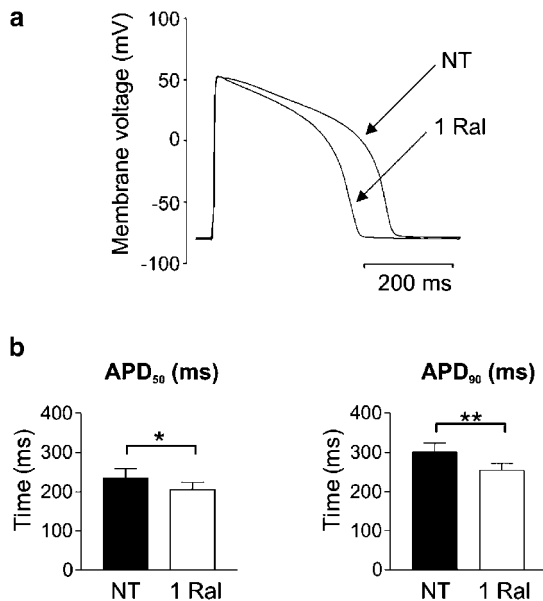 a
Membrane voltage (mV)
100
50
0
-50
-100
NT
1 Ral
200 ms
b
APD50 (ms)
Time (ms)
400
300
200
100
0
*
NT 1 Ral
APD90 (ms)
Time (ms)
400
300
200
100
0
**
NT 1 Ral